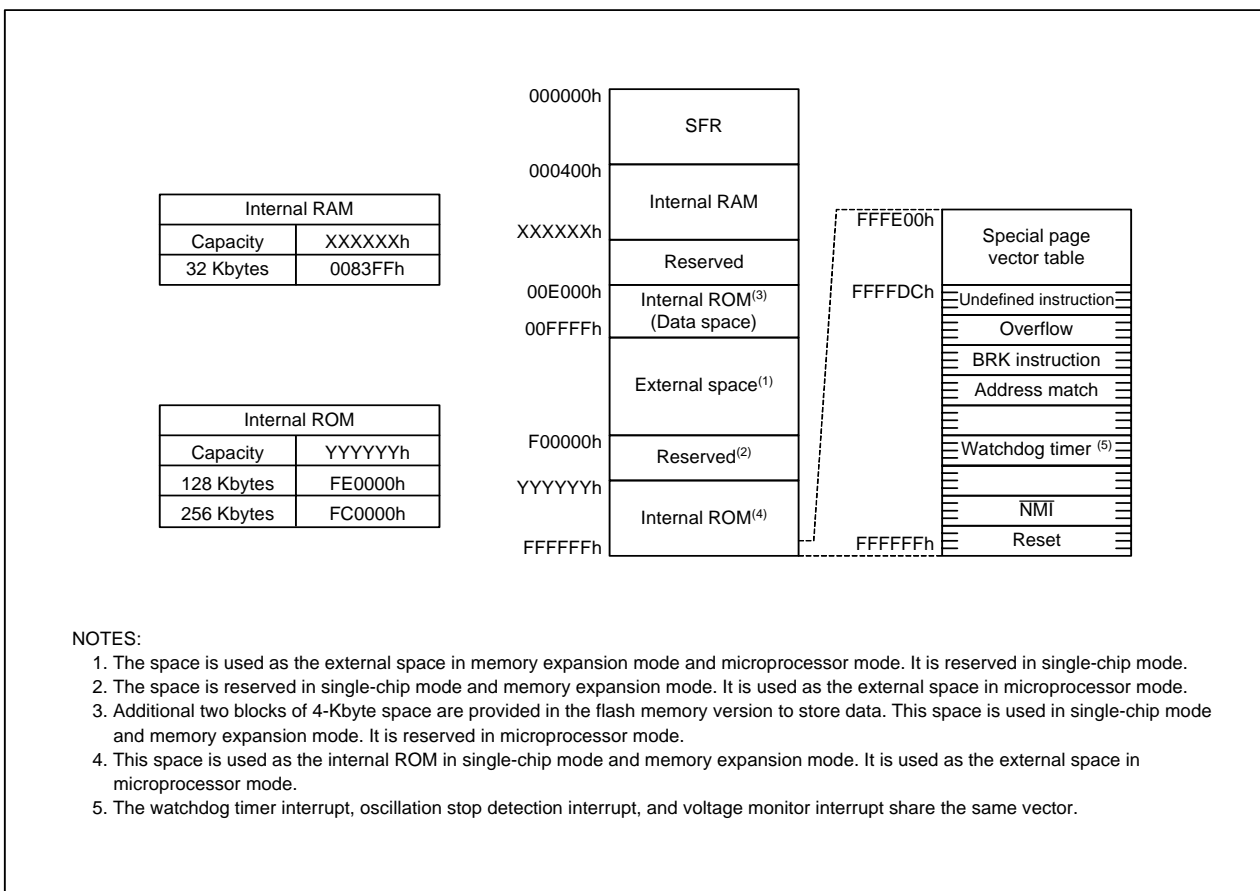 Internal RAM
Capacity XXXXXXh
32 Kbytes 0083FFh
Internal ROM
Capacity YYYYYYh
128 Kbytes FE0000h
256 Kbytes FC0000h
000000h
SFR
000400h
Internal RAM
XXXXXXh
Reserved
00E000h
Internal ROM(3)
(Data space)
00FFFFh
External space(1)
F00000h
Reserved(2)
YYYYYYh
Internal ROM(4)
FFFFFFh
FFFE00h
Special page
vector table
FFFFDCh
Undefined instruction
Overflow
BRK instruction
Address match
Watchdog timer (5)
NMI
Reset
FFFFFFh
NOTES:
1. The space is used as the external space in memory expansion mode and microprocessor mode. It is reserved in single-chip mode.
2. The space is reserved in single-chip mode and memory expansion mode. It is used as the external space in microprocessor mode.
3. Additional two blocks of 4-Kbyte space are provided in the flash memory version to store data. This space is used in single-chip mode
and memory expansion mode. It is reserved in microprocessor mode.
4. This space is used as the internal ROM in single-chip mode and memory expansion mode. It is used as the external space in
microprocessor mode.
5. The watchdog timer interrupt, oscillation stop detection interrupt, and voltage monitor interrupt share the same vector.